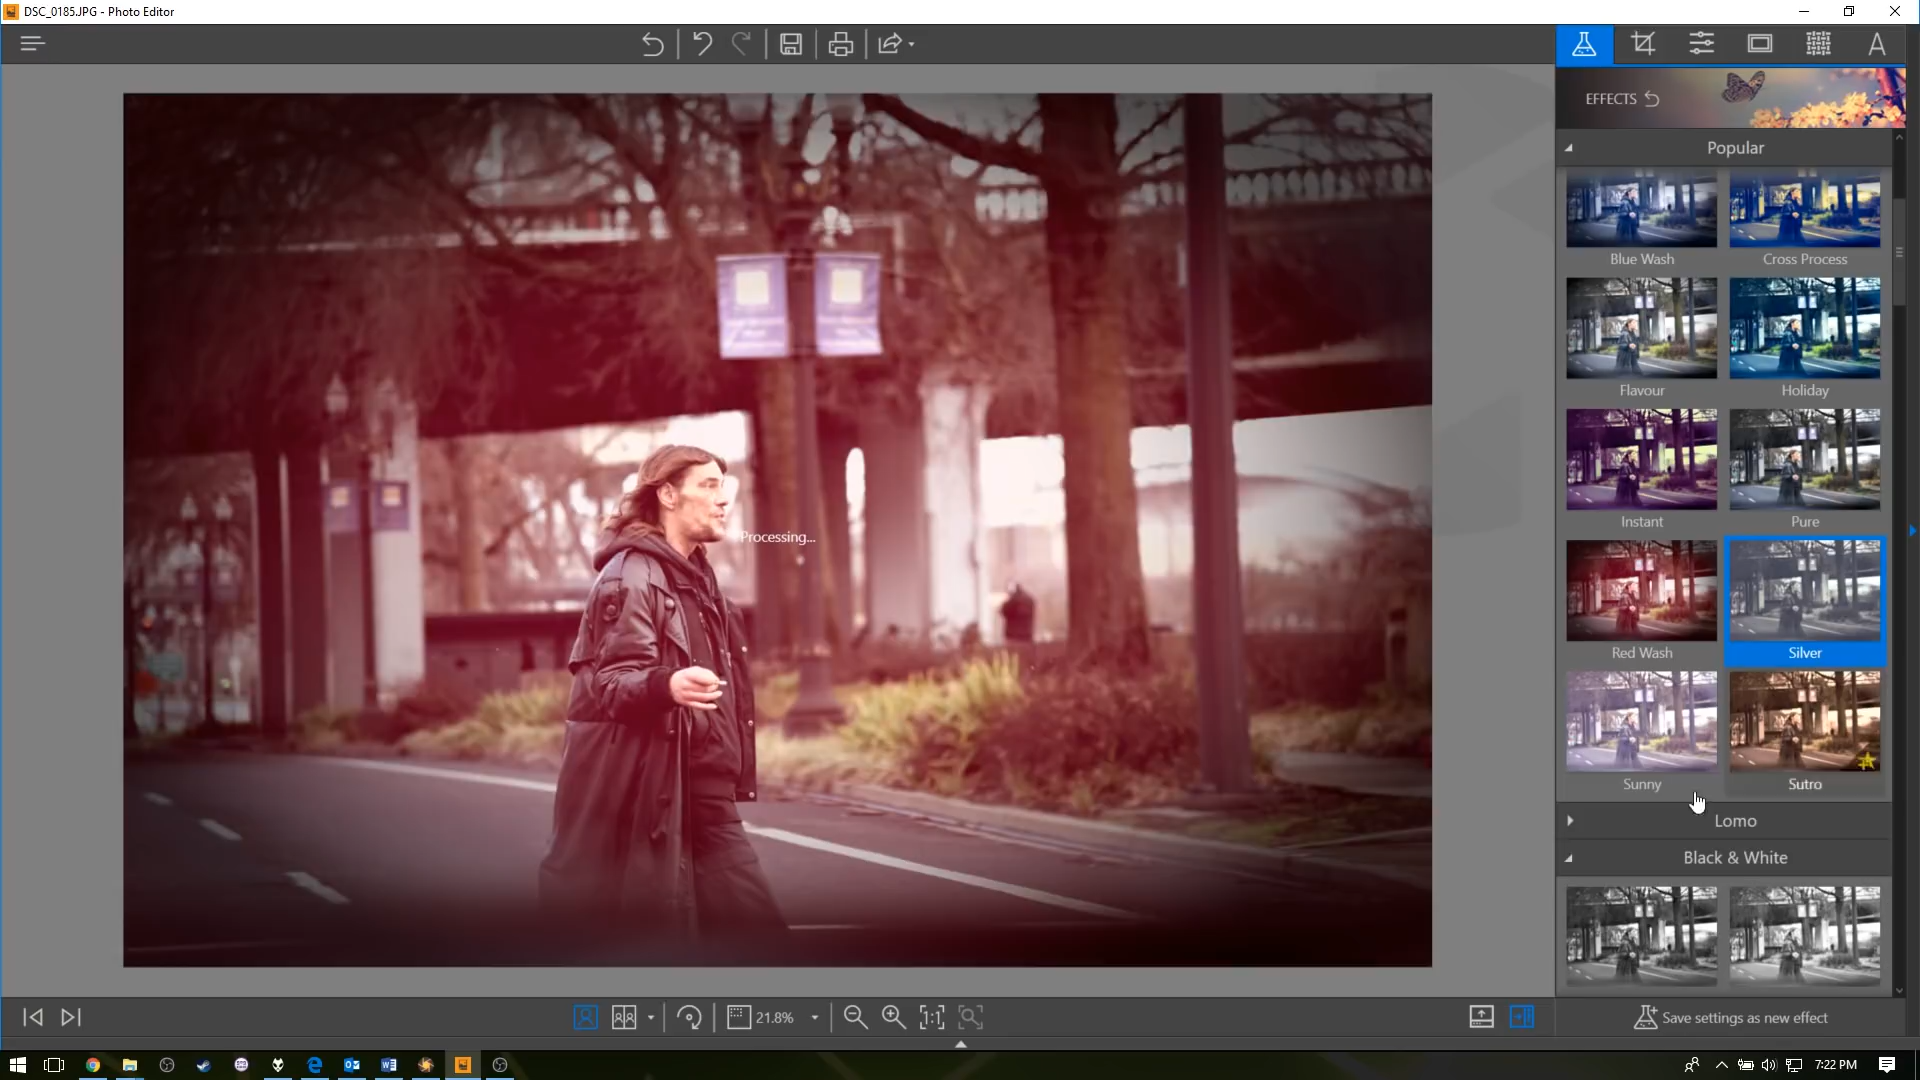 DSC_0185.JPG - Photo Editor
EFFECTS
Popular
Blue Wash
Cross Process
Flavour
Holiday
Instant
Pure
Red Wash
Silver
Sunny
Sutro
Lomo
Black & White
Processing...
21.8%
Save settings as new effect
7:22 PM